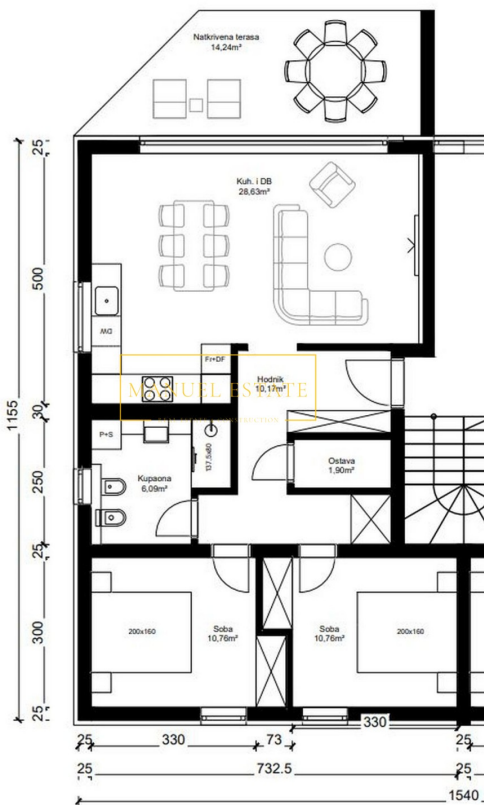 Natkrivena terasa
14,24m²
25
Kuh. i DB
28,63m²
500
DW
Fr+DF
MANUEL ESTATE
Hodnik
10,17m²
30
1155
P+S
137,5x80
Ostava
1,90m²
250
Kupaona
6,09m²
25
300
200x160
Soba
10,76m²
Soba
10,76m²
200x160
25
330
25
330
73
25
25
732.5
25
1540